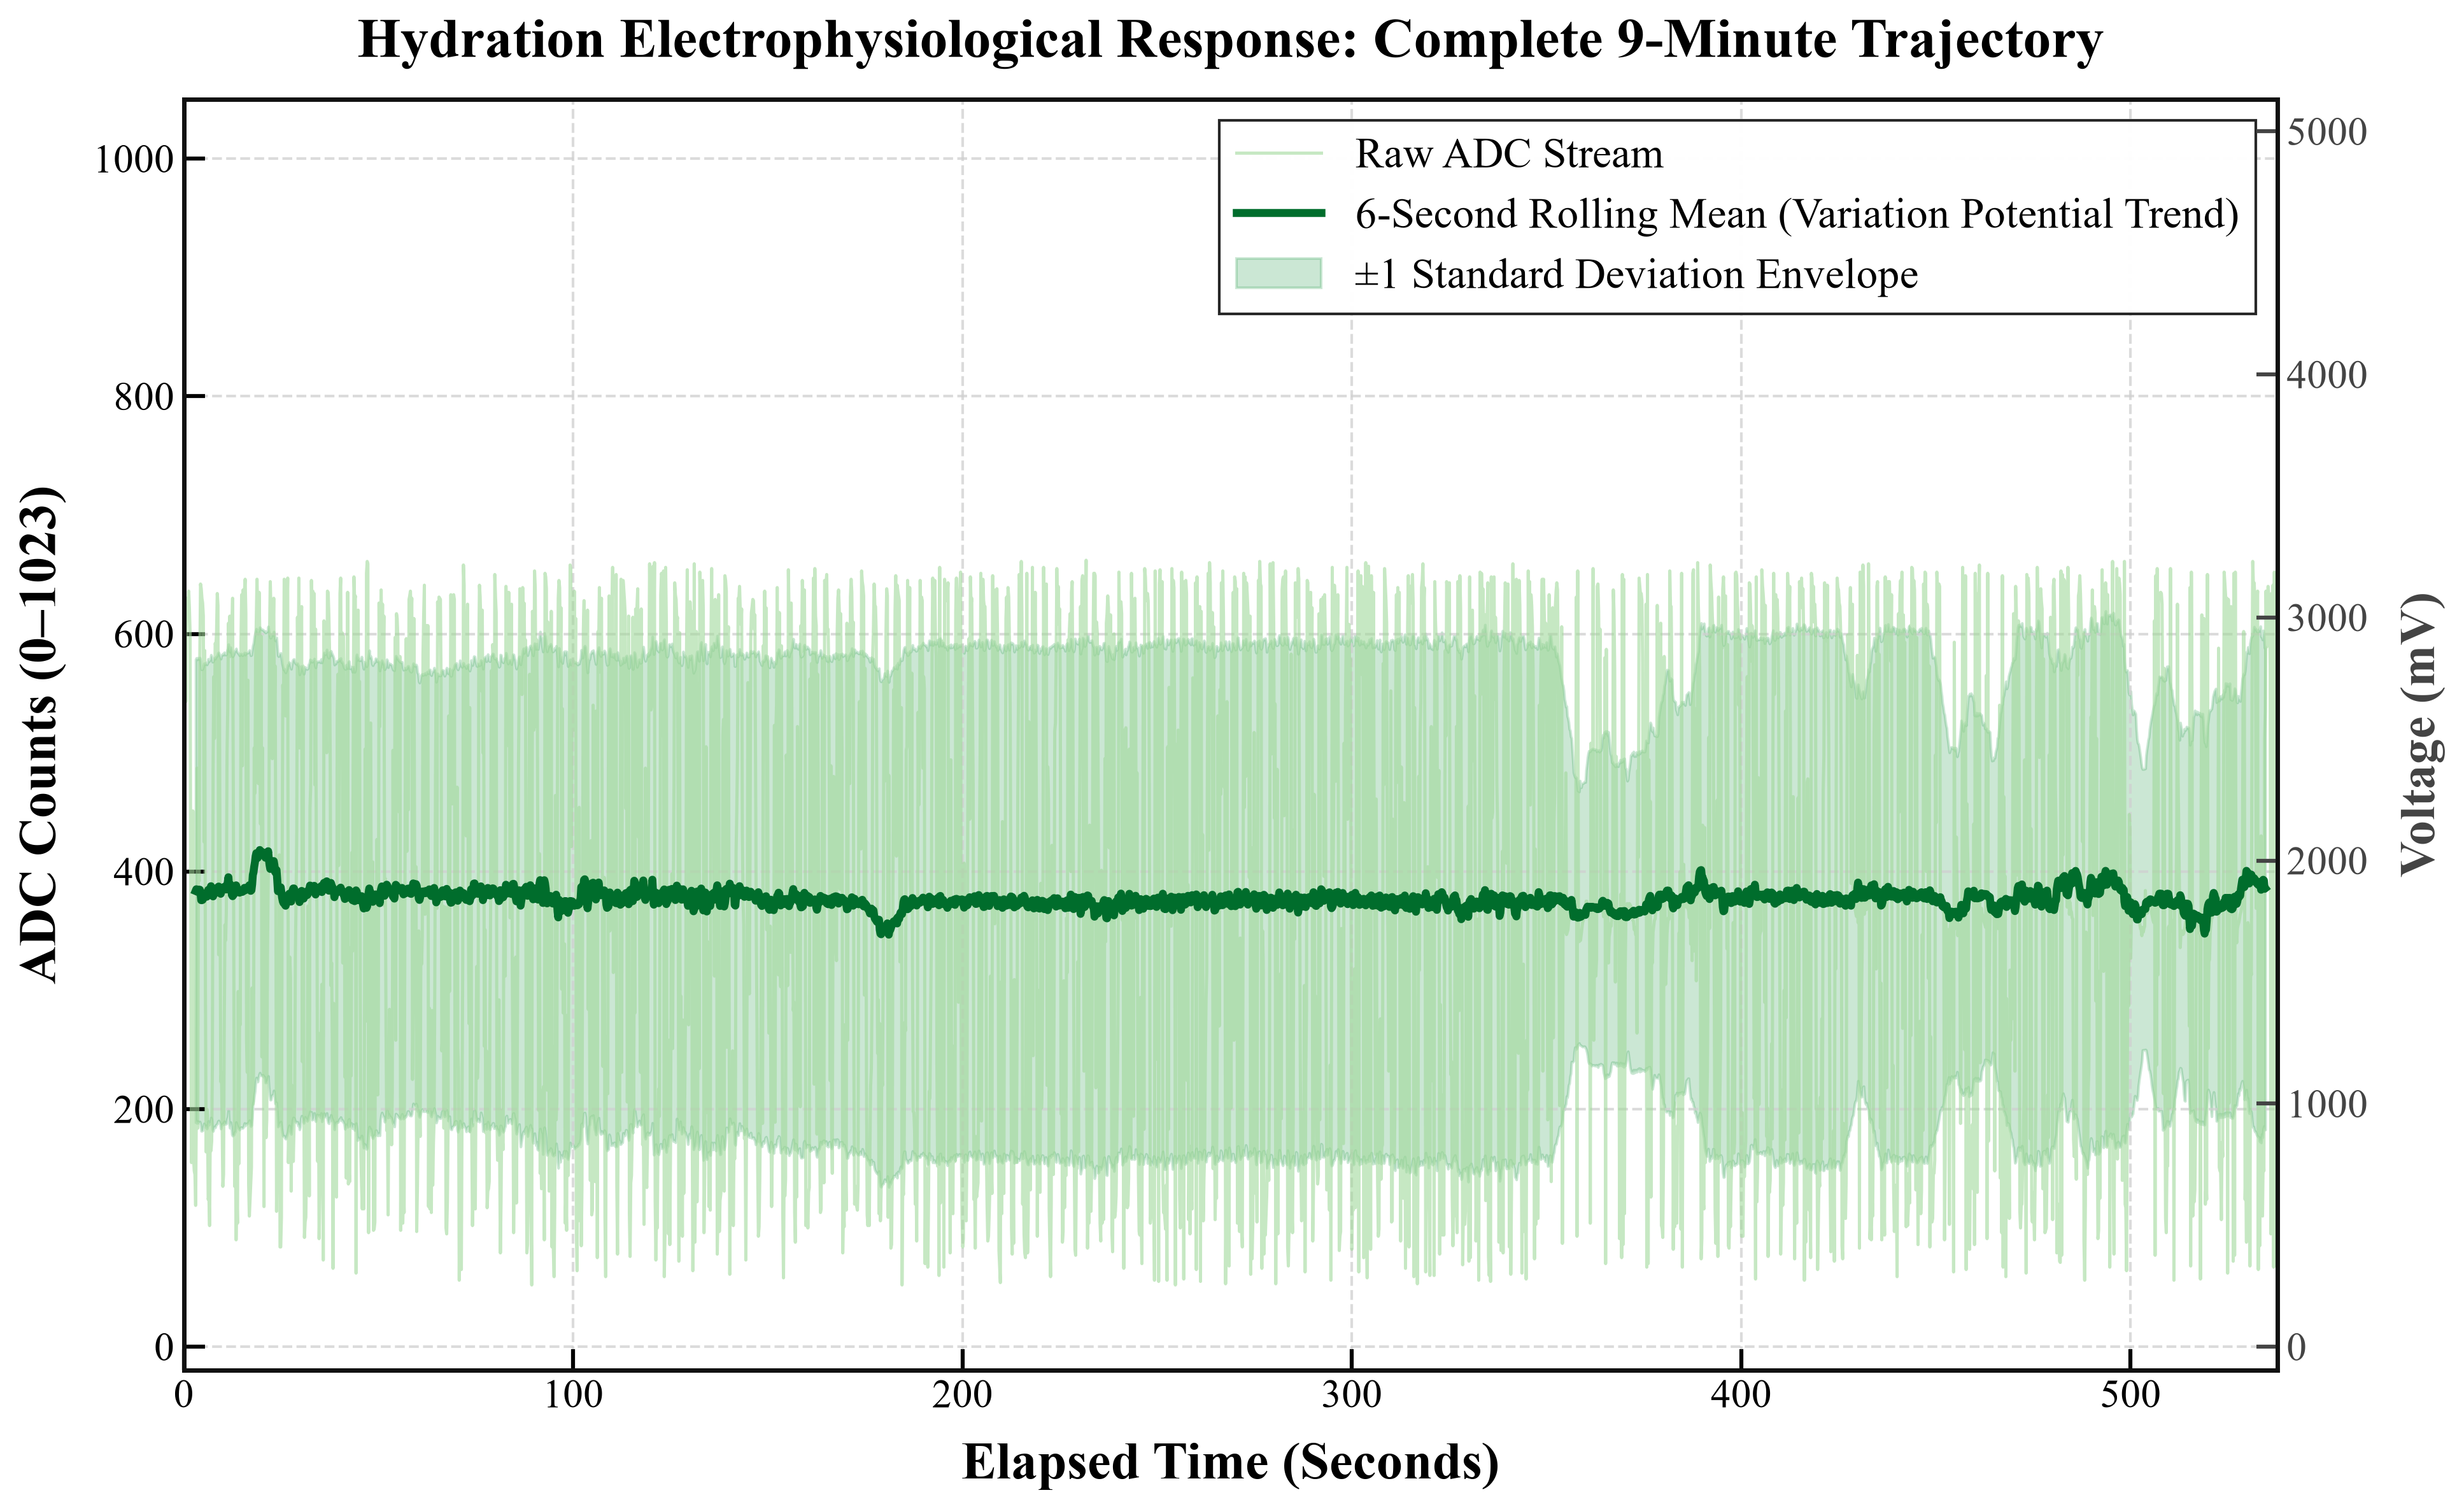 Hydration Electrophysiological Response: Complete 9-Minute Trajectory
Raw ADC Stream
6-Second Rolling Mean (Variation Potential Trend)
±1 Standard Deviation Envelope
ADC Counts (0–1023)
1000
800
600
400
200
0
5000
4000
3000
2000
1000
0
Voltage (mV)
0 100 200 300 400 500
Elapsed Time (Seconds)